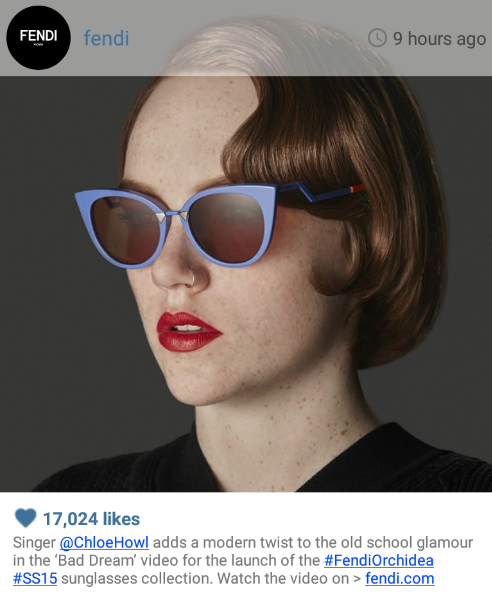 FENDI
ROMA
fendi
9 hours ago
17,024 likes
Singer @ChloeHowl adds a modern twist to the old school glamour
in the ‘Bad Dream’ video for the launch of the #FendiOrchidea
#SS15 sunglasses collection. Watch the video on > fendi.com